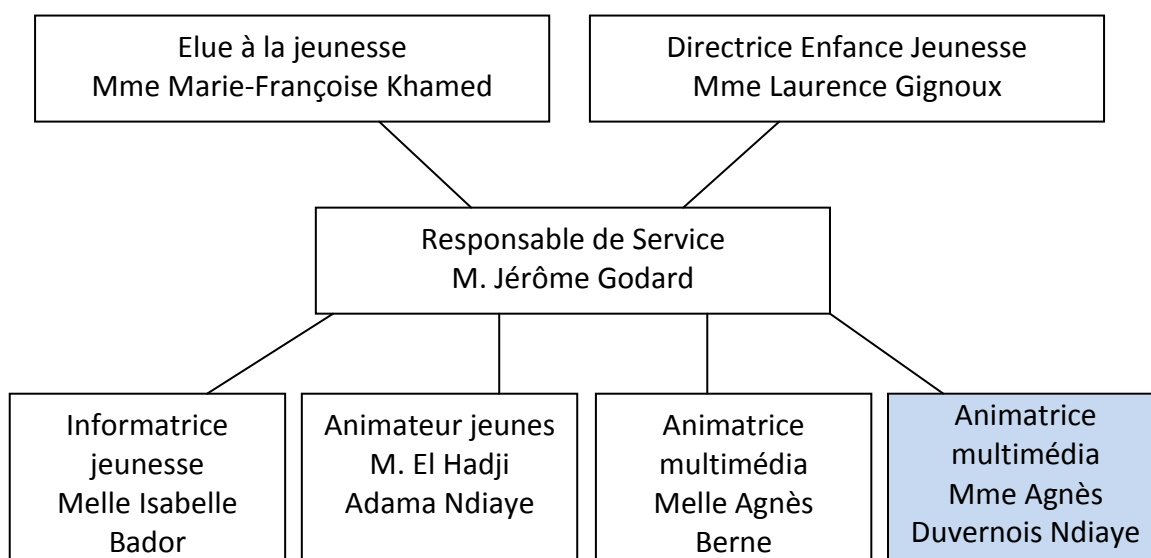 Elue à la jeunesse
Mme Marie-Françoise Khamed
Directrice Enfance Jeunesse
Mme Laurence Gignoux
Responsable de Service
M. Jérôme Godard
Informatrice
jeunesse
Melle Isabelle
Bador
Animateur jeunes
M. El Hadji
Adama Ndiaye
Animatrice
multimédia
Melle Agnès
Berne
Animatrice
multimédia
Mme Agnès
Duvernois Ndiaye